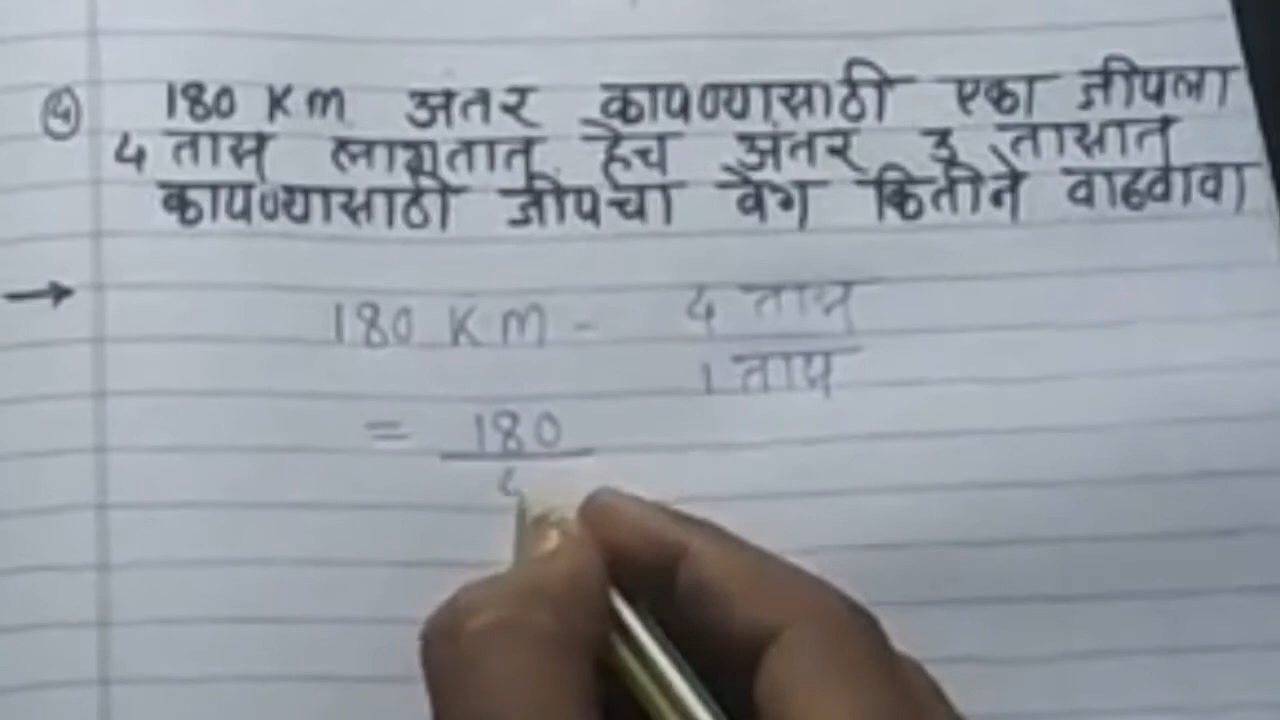 (५) 180 KM अंतर कापण्यासाठी एका जीपला
4 तास लागतात. हेच अंतर 3 तासात
कापण्यासाठी जीपचा वेग कितीने वाढवावा
→ 180 KM - 4 तास
1 तास
= 180
4